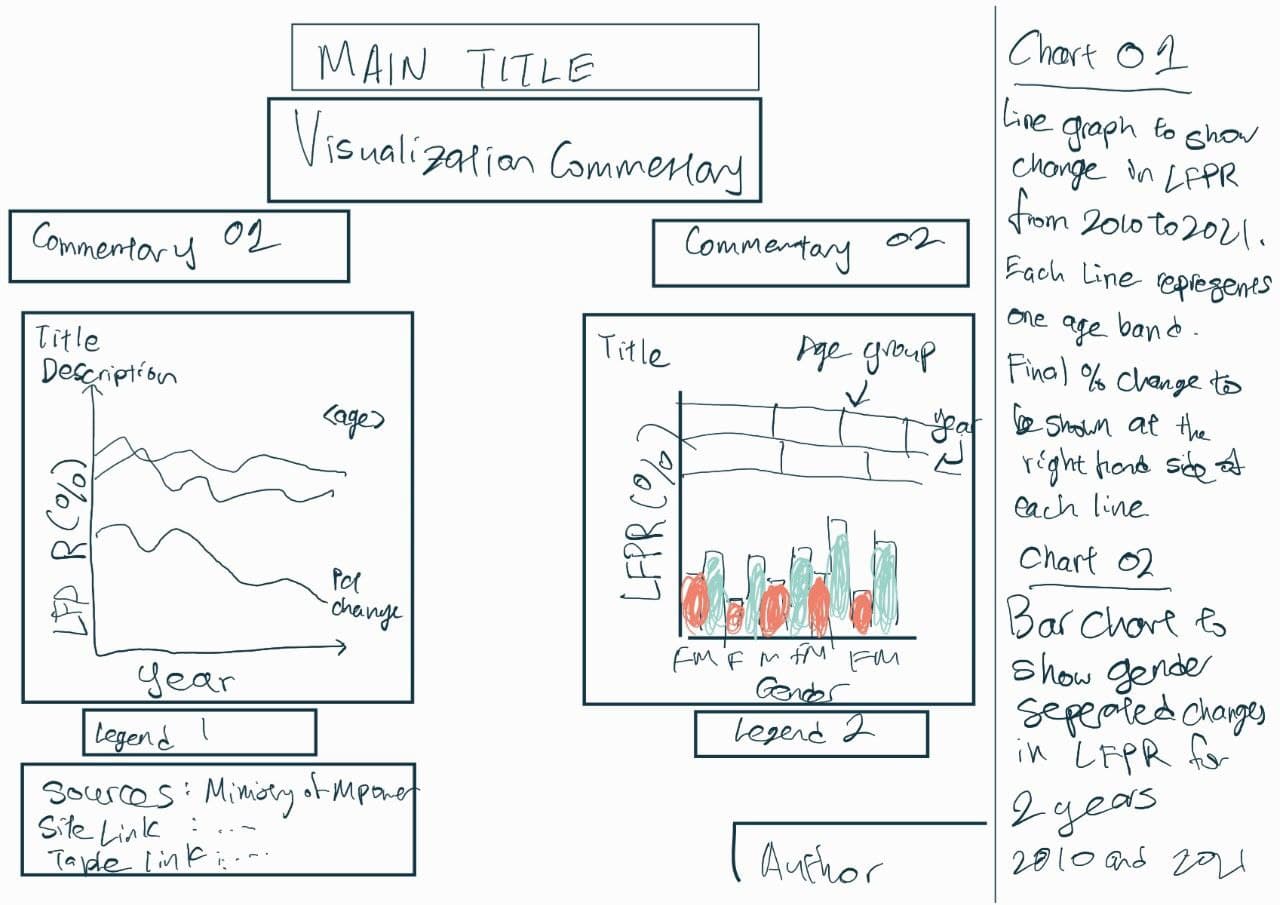 MAIN TITLE
Visualization Commentary
Commentary 01
Commentary 02
Title
Description
<age>
LFP R(%)
Pct
change
Year
Legend 1
Sources : Ministry of Mpower
Site Link : ...
Table link : ...
Title
Age group
year
LFPR(%)
FM F M FM FM
Gender
Legend 2
Author
Chart 01
Line graph to show
change in LFPR
from 2010 to 2021.
Each Line represents
one age band.
Final % change to
be shown at the
right hand side of
each line
Chart 02
Bar Chart to
show gender
seperated changes
in LFPR for
2 years
2010 and 2021